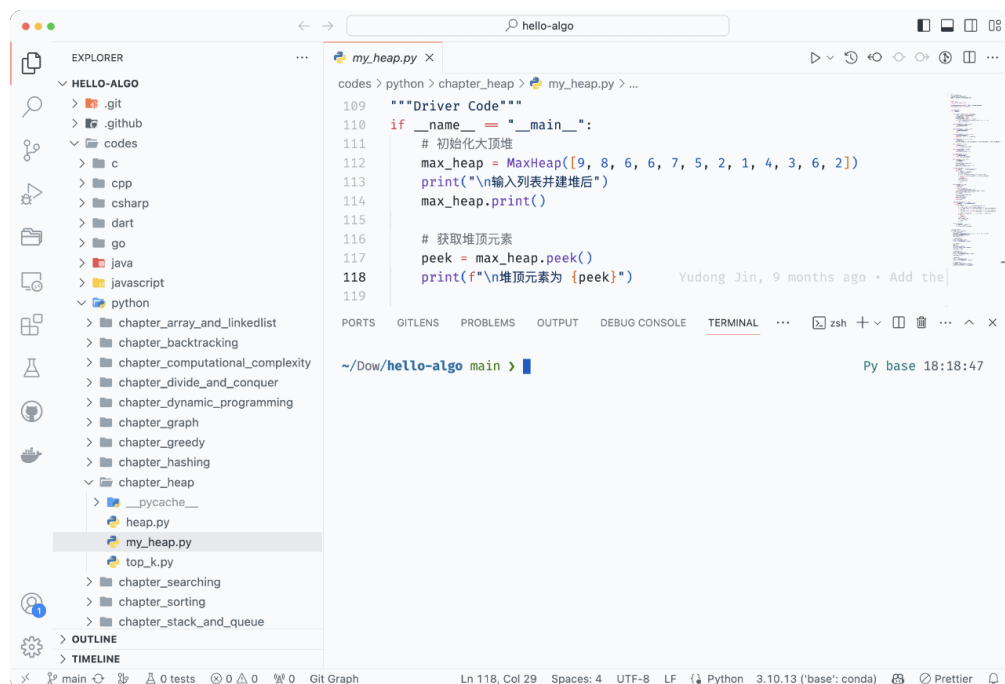 hello-algo
EXPLORER
HELLO-ALGO
.git
.github
codes
c
cpp
csharp
dart
go
java
javascript
python
chapter_array_and_linkedlist
chapter_backtracking
chapter_computational_complexity
chapter_divide_and_conquer
chapter_dynamic_programming
chapter_graph
chapter_greedy
chapter_hashing
chapter_heap
__pycache__
heap.py
my_heap.py
top_k.py
chapter_searching
chapter_sorting
chapter_stack_and_queue
OUTLINE
TIMELINE
1
my_heap.py
codes > python > chapter_heap > my_heap.py > ...
109 """Driver Code"""
110 if __name__ == "__main__":
111 # 初始化大顶堆
112 max_heap = MaxHeap([9, 8, 6, 6, 7, 5, 2, 1, 4, 3, 6, 2])
113 print("\n输入列表并建堆后")
114 max_heap.print()
115
116 # 获取堆顶元素
117 peek = max_heap.peek()
118 print(f"\n堆顶元素为 {peek}") Yudong Jin, 9 months ago • Add the
119
PORTS GITLENS PROBLEMS OUTPUT DEBUG CONSOLE TERMINAL zsh
~/Dow/hello-algo main ❯ Py base 18:18:47
main 0 tests 0 0 0 Git Graph Ln 118, Col 29 Spaces: 4 UTF-8 LF Python 3.10.13 ('base': conda) Prettier